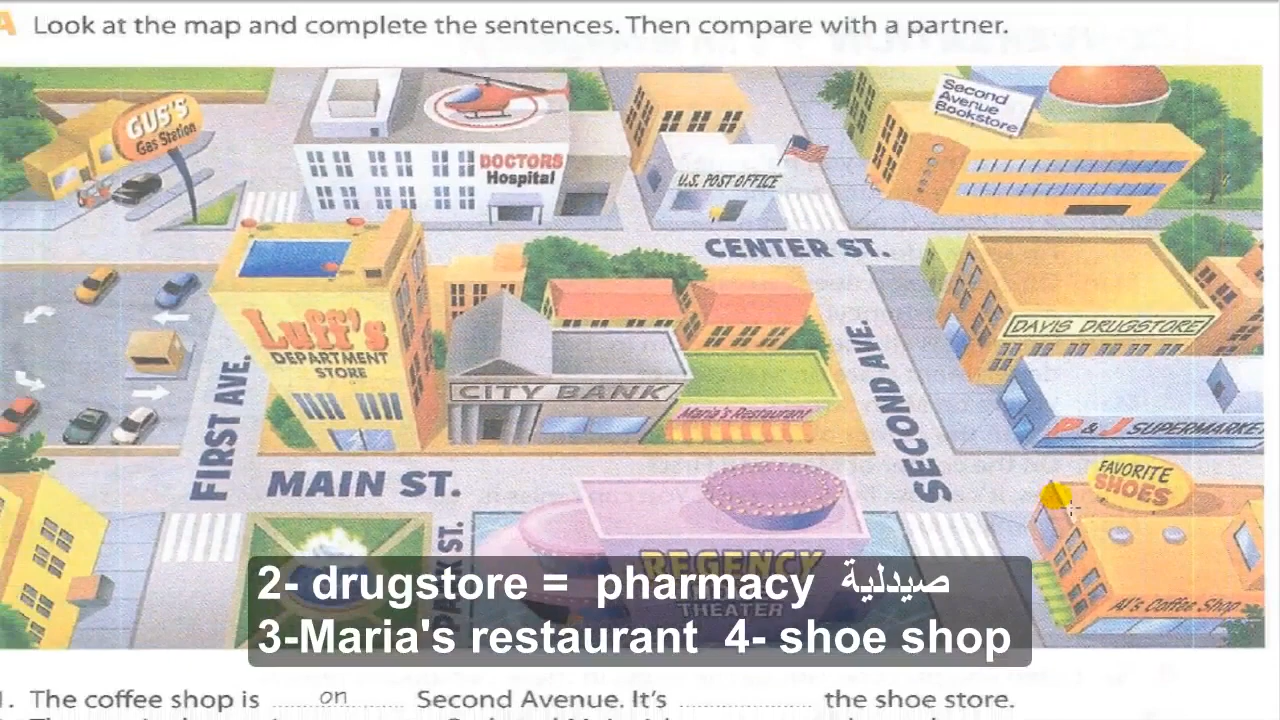 A Look at the map and complete the sentences. Then compare with a partner.
GUS'S
Gas Station
DOCTORS
Hospital
U.S. POST OFFICE
Second
Avenue
Bookstore
CENTER ST.
Luff's
DEPARTMENT
STORE
CITY BANK
Maria's Restaurant
DAVIS DRUGSTORE
P & J SUPERMARKE
FIRST AVE.
SECOND AVE.
MAIN ST.
PARK ST.
FAVORITE
SHOES
Al's Coffee Shop
REGENCY
THEATER
2- drugstore = pharmacy صيدلية
3-Maria's restaurant 4- shoe shop
1. The coffee shop is on Second Avenue. It's the shoe store.